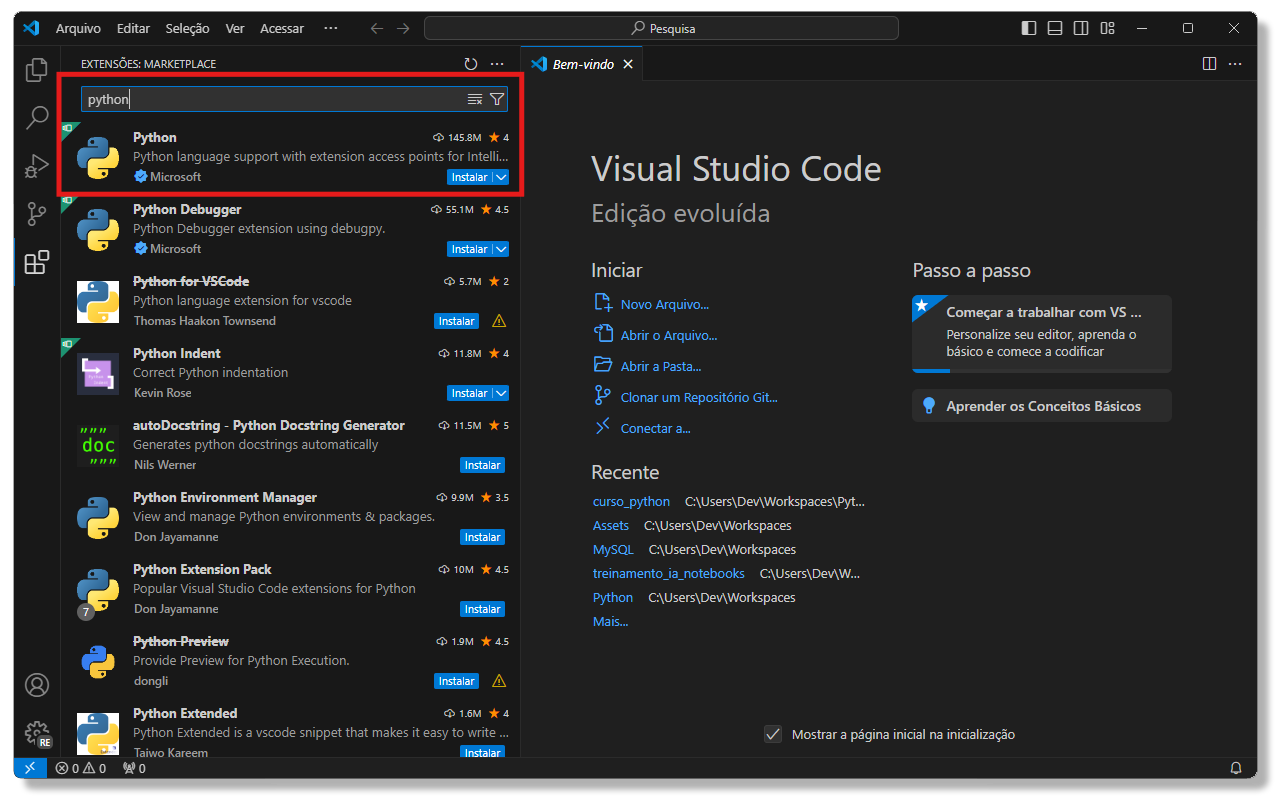 Arquivo Editar Seleção Ver Acessar ··· Pesquisa
EXTENSÕES: MARKETPLACE
python
Python 145.8M 4
Python language support with extension access points for Intelli...
Microsoft Instalar
Python Debugger 55.1M 4.5
Python Debugger extension using debugpy.
Microsoft Instalar
Python for VSCode 5.7M 2
Python language extension for vscode
Thomas Haakon Townsend Instalar
Python Indent 11.8M 4
Correct Python indentation
Kevin Rose Instalar
"""
doc
"""
autoDocstring - Python Docstring Generator 11.5M 5
Generates python docstrings automatically
Nils Werner Instalar
Python Environment Manager 9.9M 3.5
View and manage Python environments & packages.
Don Jayamanne Instalar
Python Extension Pack 10M 4.5
Popular Visual Studio Code extensions for Python
7
Don Jayamanne Instalar
Python Preview 1.9M 4.5
Provide Preview for Python Execution.
dongli Instalar
Python Extended 1.6M 4
Python Extended is a vscode snippet that makes it easy to write ...
Taiwo Kareem Instalar
RE
Bem-vindo
Visual Studio Code
Edição evoluída
Iniciar
Novo Arquivo...
Abrir o Arquivo...
Abrir a Pasta...
Clonar um Repositório Git...
Conectar a...
Recente
curso_python C:\Users\Dev\Workspaces\Pyt...
Assets C:\Users\Dev\Workspaces
MySQL C:\Users\Dev\Workspaces
treinamento_ia_notebooks C:\Users\Dev\W...
Python C:\Users\Dev\Workspaces
Mais...
Passo a passo
Começar a trabalhar com VS ...
Personalize seu editor, aprenda o
básico e comece a codificar
Aprender os Conceitos Básicos
Mostrar a página inicial na inicialização
0 0 0